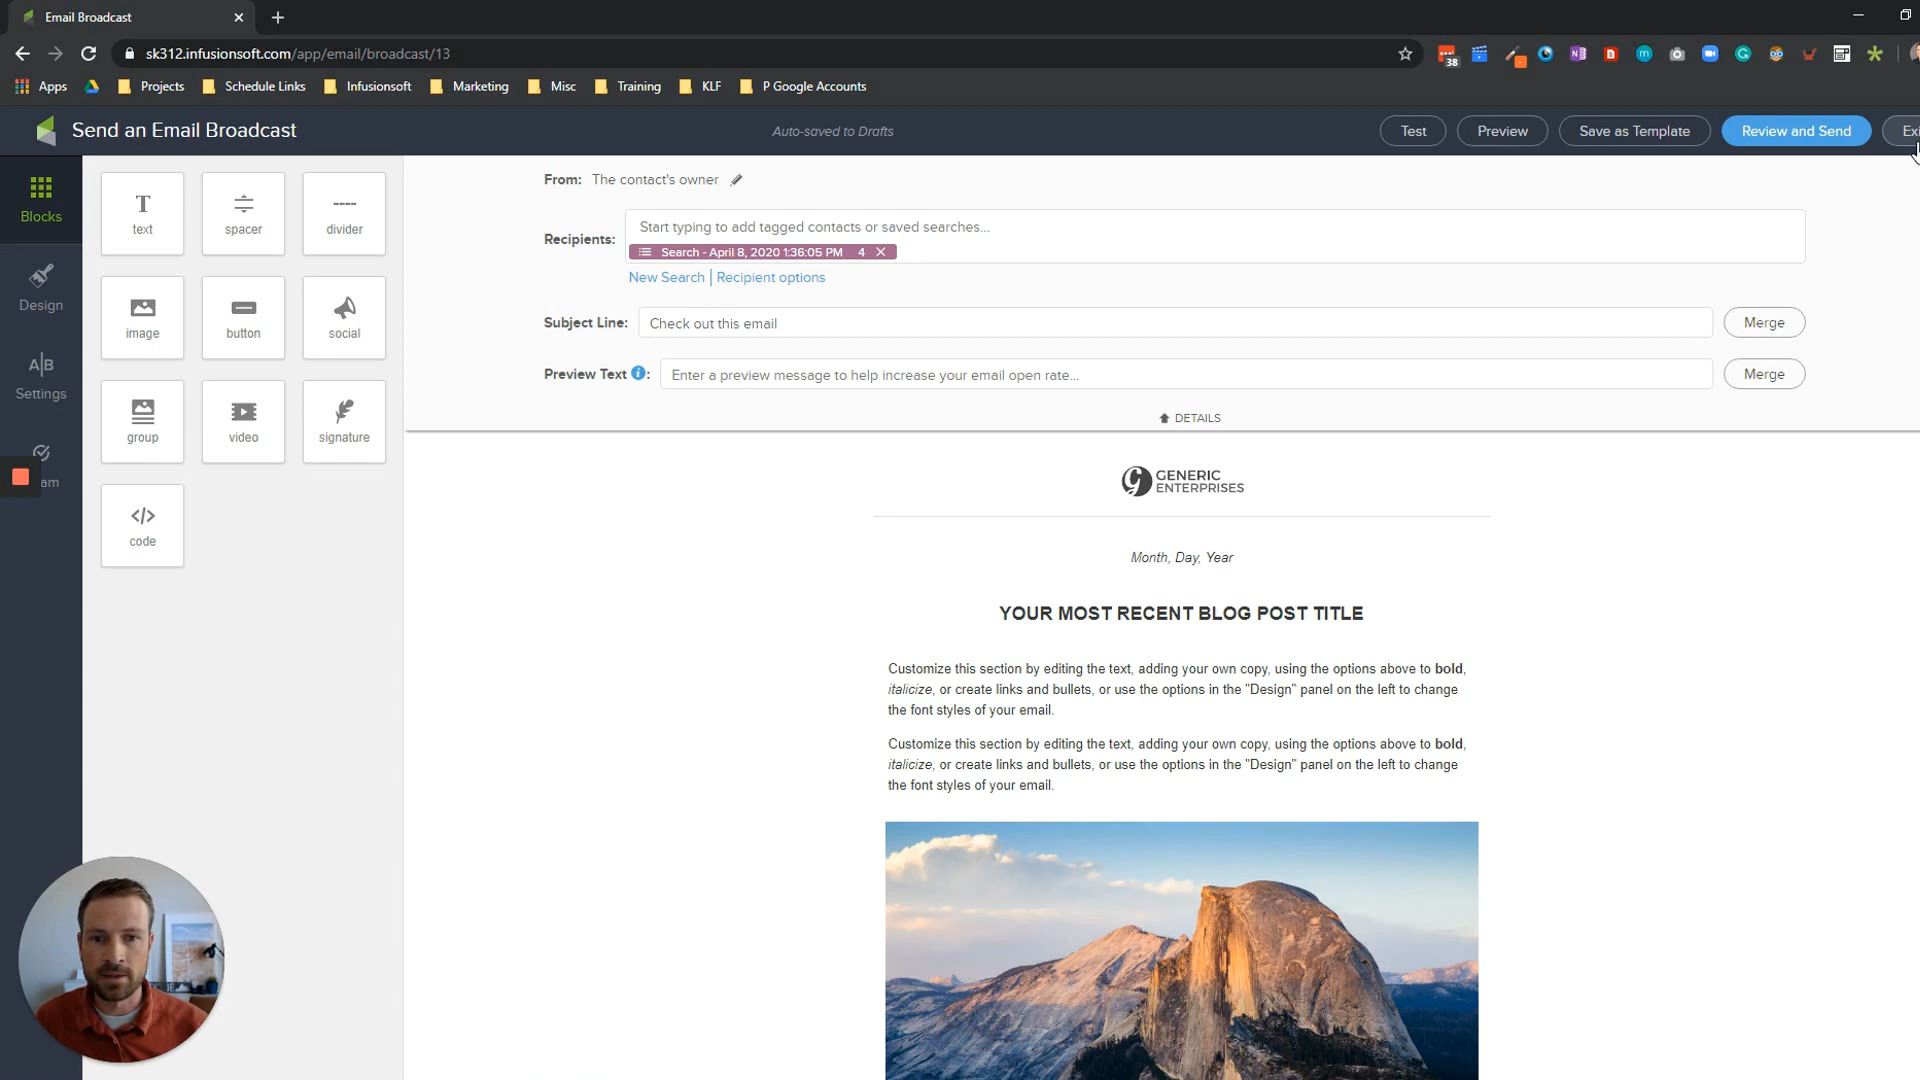 Email Broadcast
sk312.infusionsoft.com/app/email/broadcast/13
38
Apps Projects Schedule Links Infusionsoft Marketing Misc Training KLF P Google Accounts
Send an Email Broadcast
Auto-saved to Drafts
Test Preview Save as Template Review and Send
Blocks
Design
A|B
Settings
am
T
text
spacer
divider
image
button
social
group
video
signature
</>
code
From: The contact's owner
Recipients: Start typing to add tagged contacts or saved searches...
Search - April 8, 2020 1:36:05 PM 4
New Search | Recipient options
Subject Line: Check out this email Merge
Preview Text : Enter a preview message to help increase your email open rate... Merge
DETAILS
GENERIC
ENTERPRISES
Month, Day, Year
YOUR MOST RECENT BLOG POST TITLE
Customize this section by editing the text, adding your own copy, using the options above to bold,
italicize, or create links and bullets, or use the options in the "Design" panel on the left to change
the font styles of your email.
Customize this section by editing the text, adding your own copy, using the options above to bold,
italicize, or create links and bullets, or use the options in the "Design" panel on the left to change
the font styles of your email.